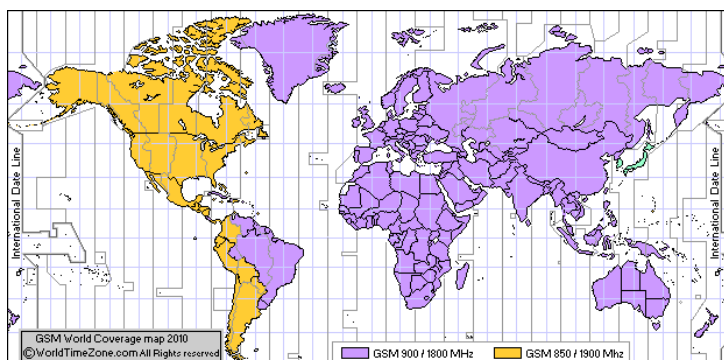 International Date Line
International Date Line
GSM World Coverage map 2010
©WorldTimeZone.com All Rights reserved
GSM 900 / 1800 MHz
GSM 850 / 1900 Mhz